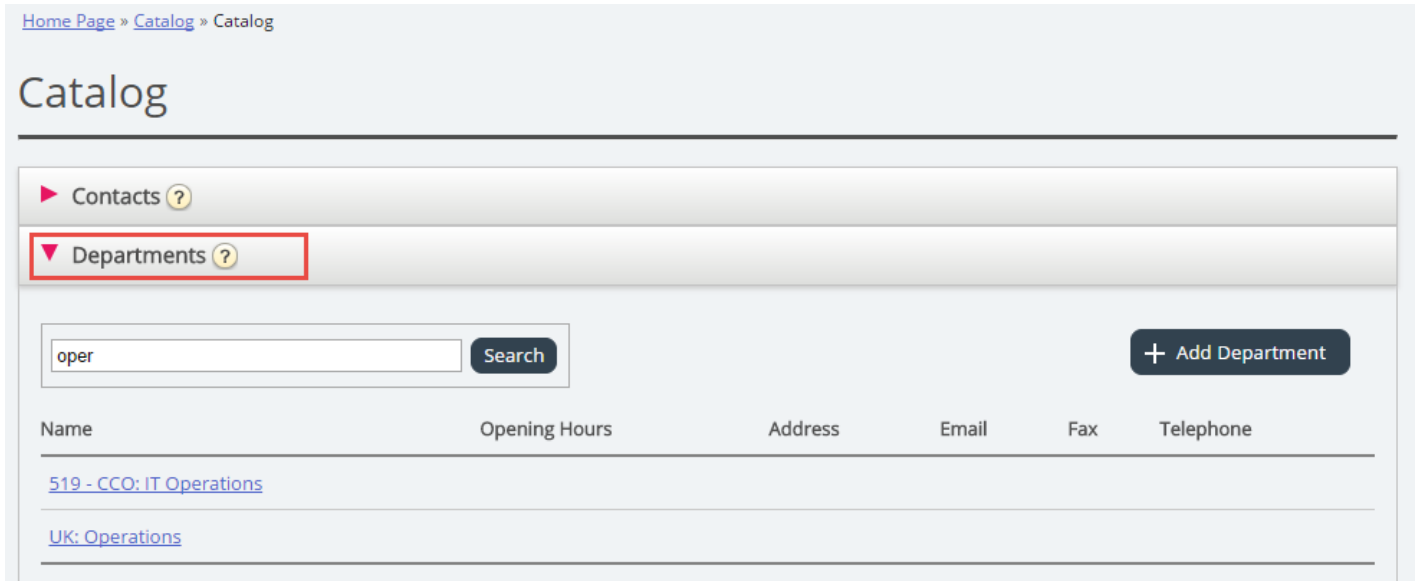 Home Page » Catalog » Catalog
Catalog
Contacts ?
Departments ?
oper Search + Add Department
Name Opening Hours Address Email Fax Telephone
519 - CCO: IT Operations
UK: Operations